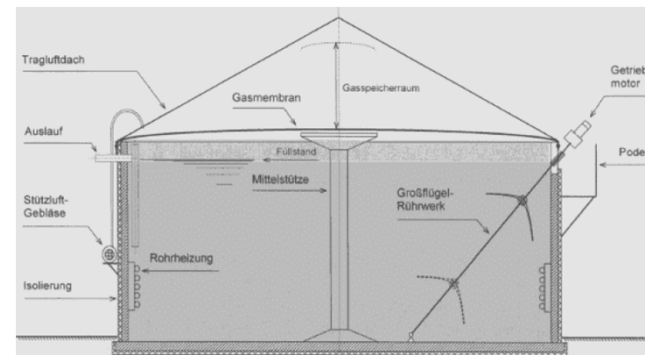 Tragluftdach
Getrieb
motor
Gasspeicherraum
Gasmembran
Auslauf
Füllstand
Pode
Mittelstütze
Großflügel-
Rührwerk
Stützluft-
Gebläse
Rohrheizung
Isolierung